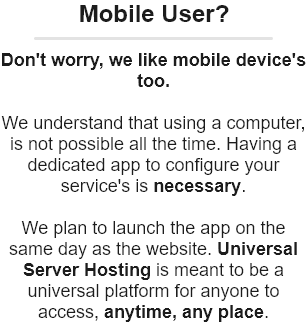 Mobile User?
Don't worry, we like mobile device's
too.
We understand that using a computer,
is not possible all the time. Having a
dedicated app to configure your
service's is necessary.
We plan to launch the app on the
same day as the website. Universal
Server Hosting is meant to be a
universal platform for anyone to
access, anytime, any place.